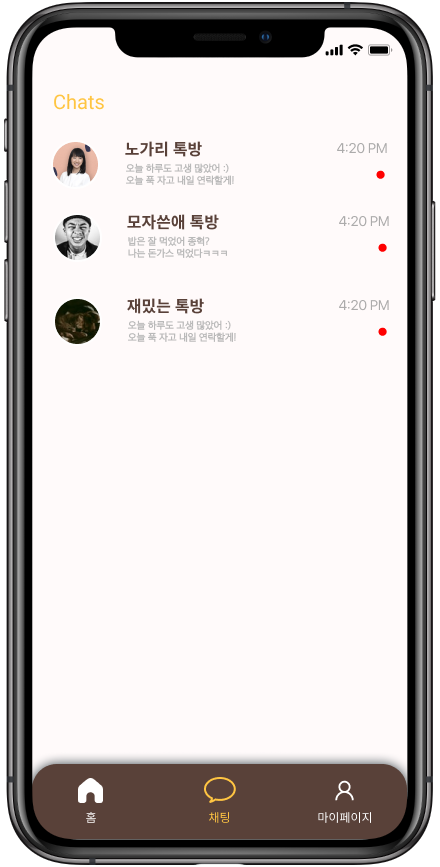 Chats
노가리 톡방
4:20 PM
오늘 하루도 고생 많았어 :)
오늘 푹 자고 내일 연락할게!
모자쓴애 톡방
4:20 PM
밥은 잘 먹었어 종혁?
나는 돈가스 먹었다ㅋㅋㅋ
재밌는 톡방
4:20 PM
오늘 하루도 고생 많았어 :)
오늘 푹 자고 내일 연락할게!
홈
채팅
마이페이지